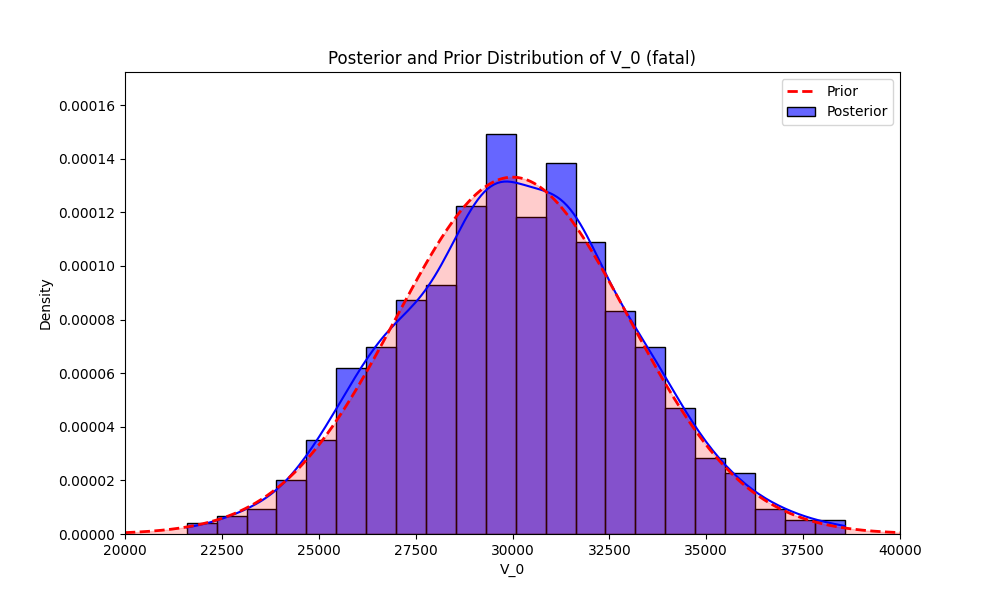 Posterior and Prior Distribution of V_0 (fatal)
Prior
Posterior
Density
0.00016
0.00014
0.00012
0.00010
0.00008
0.00006
0.00004
0.00002
0.00000
20000 22500 25000 27500 30000 32500 35000 37500 40000
V_0